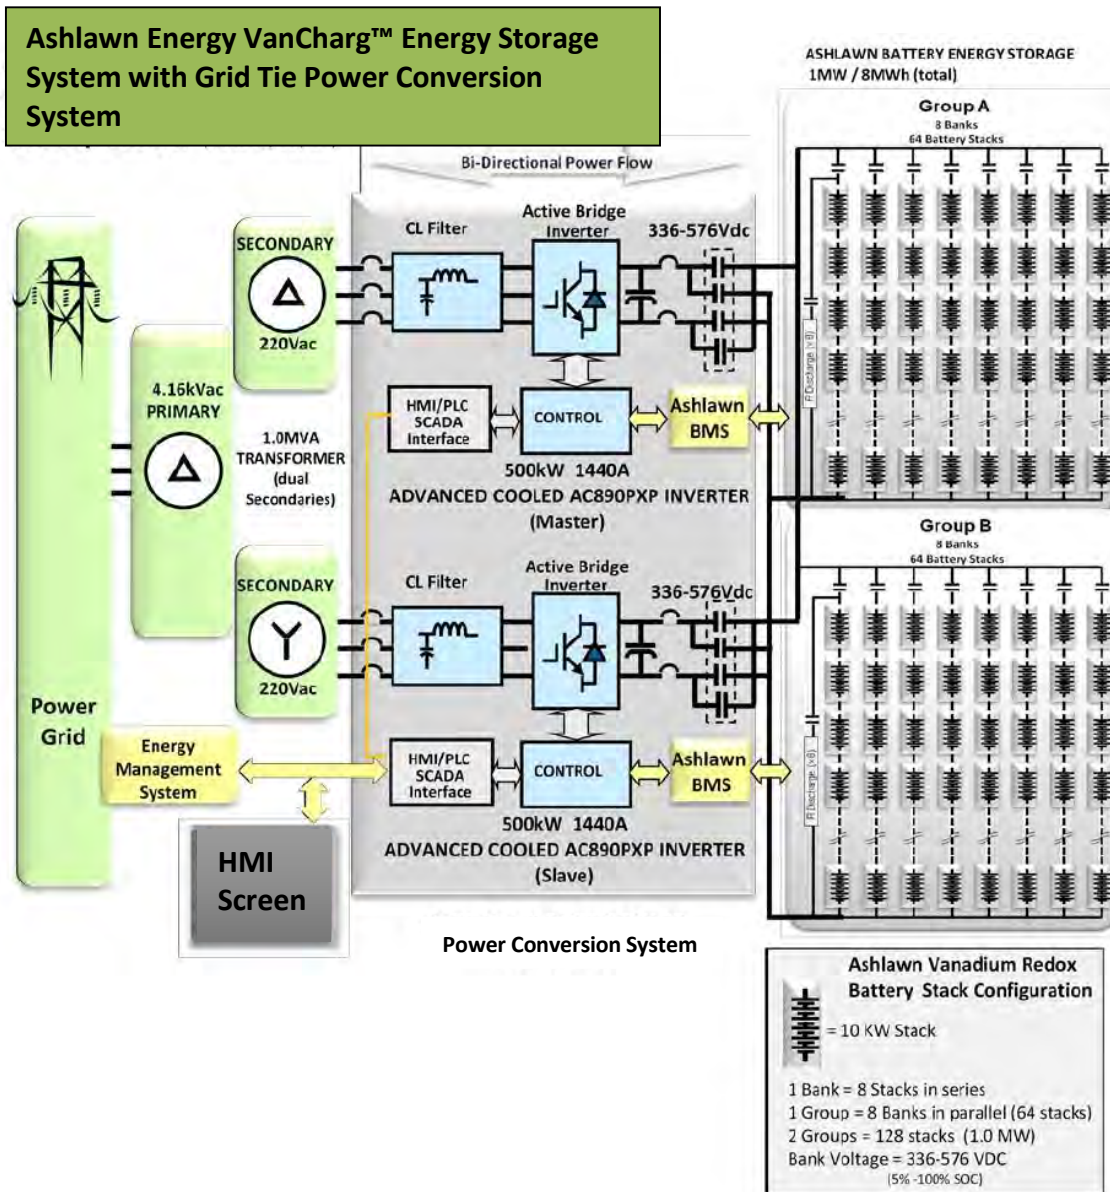 Ashlawn Energy VanCharg™ Energy Storage
System with Grid Tie Power Conversion
System
ASHLAWN BATTERY ENERGY STORAGE
1MW / 8MWh (total)
Group A
8 Banks
64 Battery Stacks
Bi-Directional Power Flow
SECONDARY
220Vac
CL Filter
Active Bridge
Inverter
336-576Vdc
4.16kVac
PRIMARY
1.0MVA
TRANSFORMER
(dual
Secondaries)
HMI/PLC
SCADA
Interface
CONTROL
Ashlawn
BMS
R Discharge (x8)
500kW 1440A
ADVANCED COOLED AC890PXP INVERTER
(Master)
Group B
8 Banks
64 Battery Stacks
SECONDARY
220Vac
CL Filter
Active Bridge
Inverter
336-576Vdc
R Discharge (x8)
Power
Grid
Energy
Management
System
HMI/PLC
SCADA
Interface
CONTROL
Ashlawn
BMS
500kW 1440A
ADVANCED COOLED AC890PXP INVERTER
(Slave)
HMI
Screen
Power Conversion System
Ashlawn Vanadium Redox
Battery Stack Configuration
= 10 KW Stack
1 Bank = 8 Stacks in series
1 Group = 8 Banks in parallel (64 stacks)
2 Groups = 128 stacks (1.0 MW)
Bank Voltage = 336-576 VDC
(5% -100% SOC)